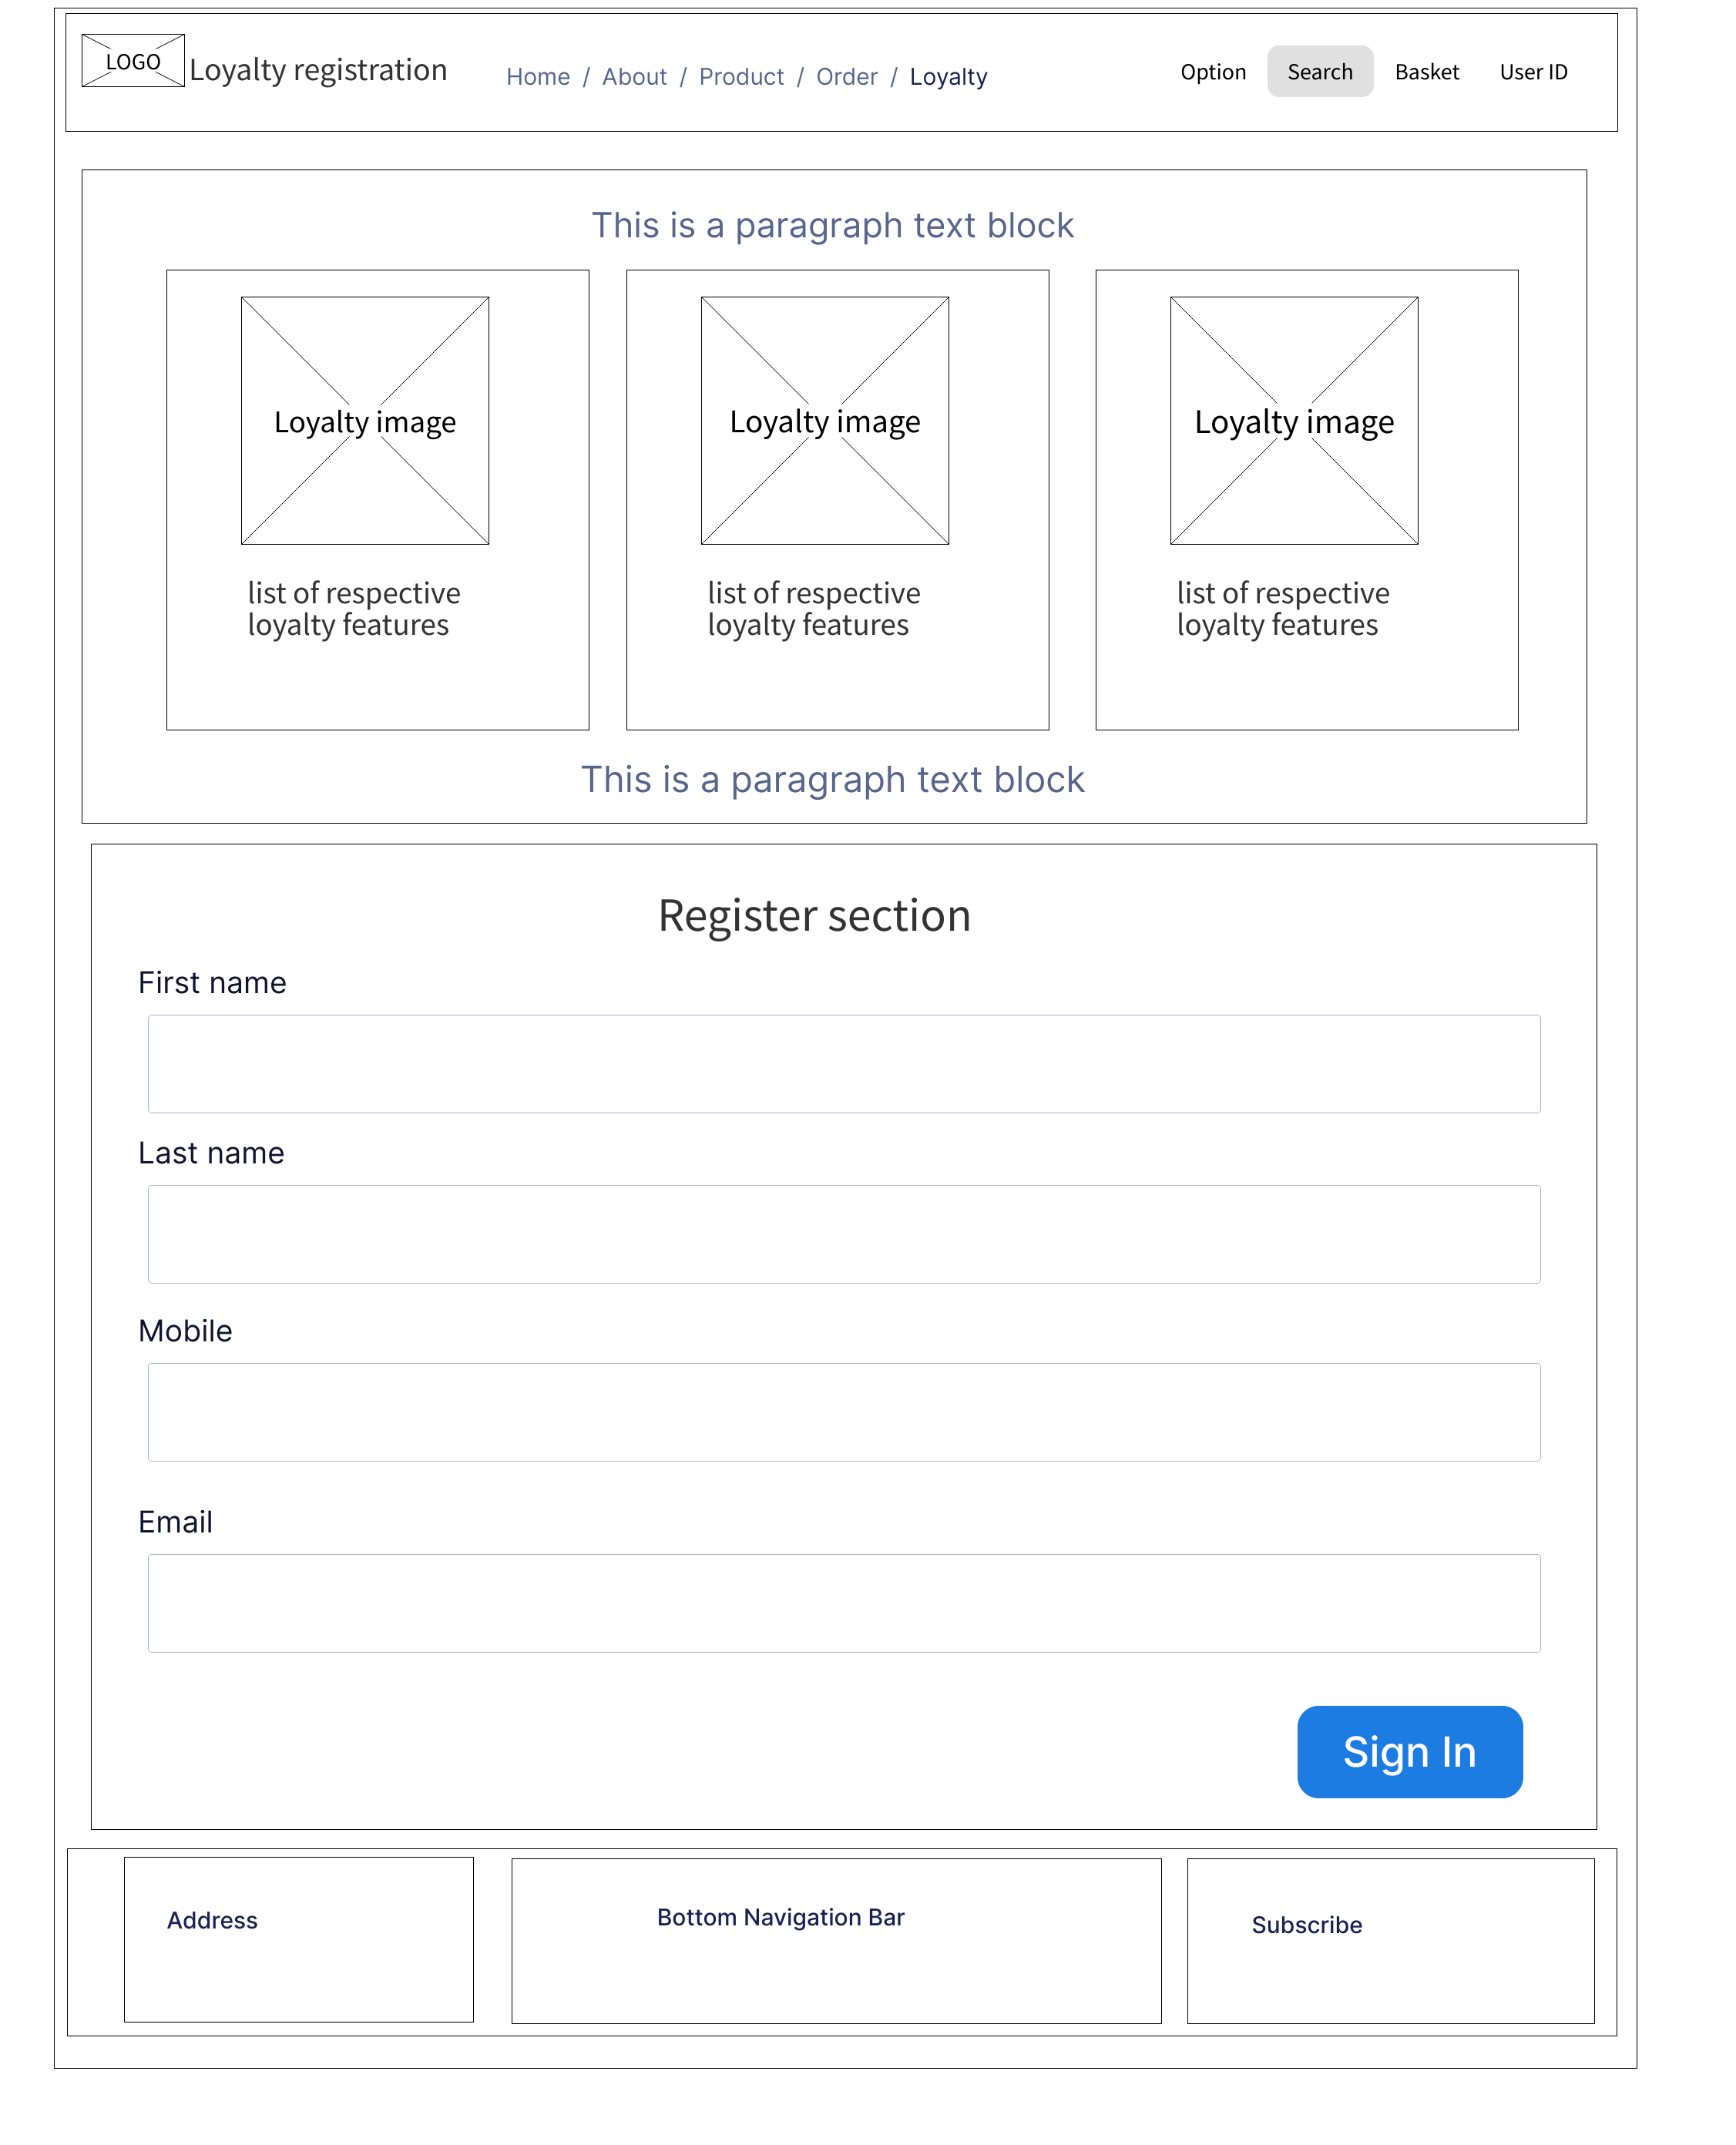 LOGO
Loyalty registration
Home / About / Product / Order / Loyalty
Option Search Basket User ID
This is a paragraph text block
Loyalty image
list of respective
loyalty features
Loyalty image
list of respective
loyalty features
Loyalty image
list of respective
loyalty features
This is a paragraph text block
Register section
First name
Last name
Mobile
Email
Sign In
Address
Bottom Navigation Bar
Subscribe